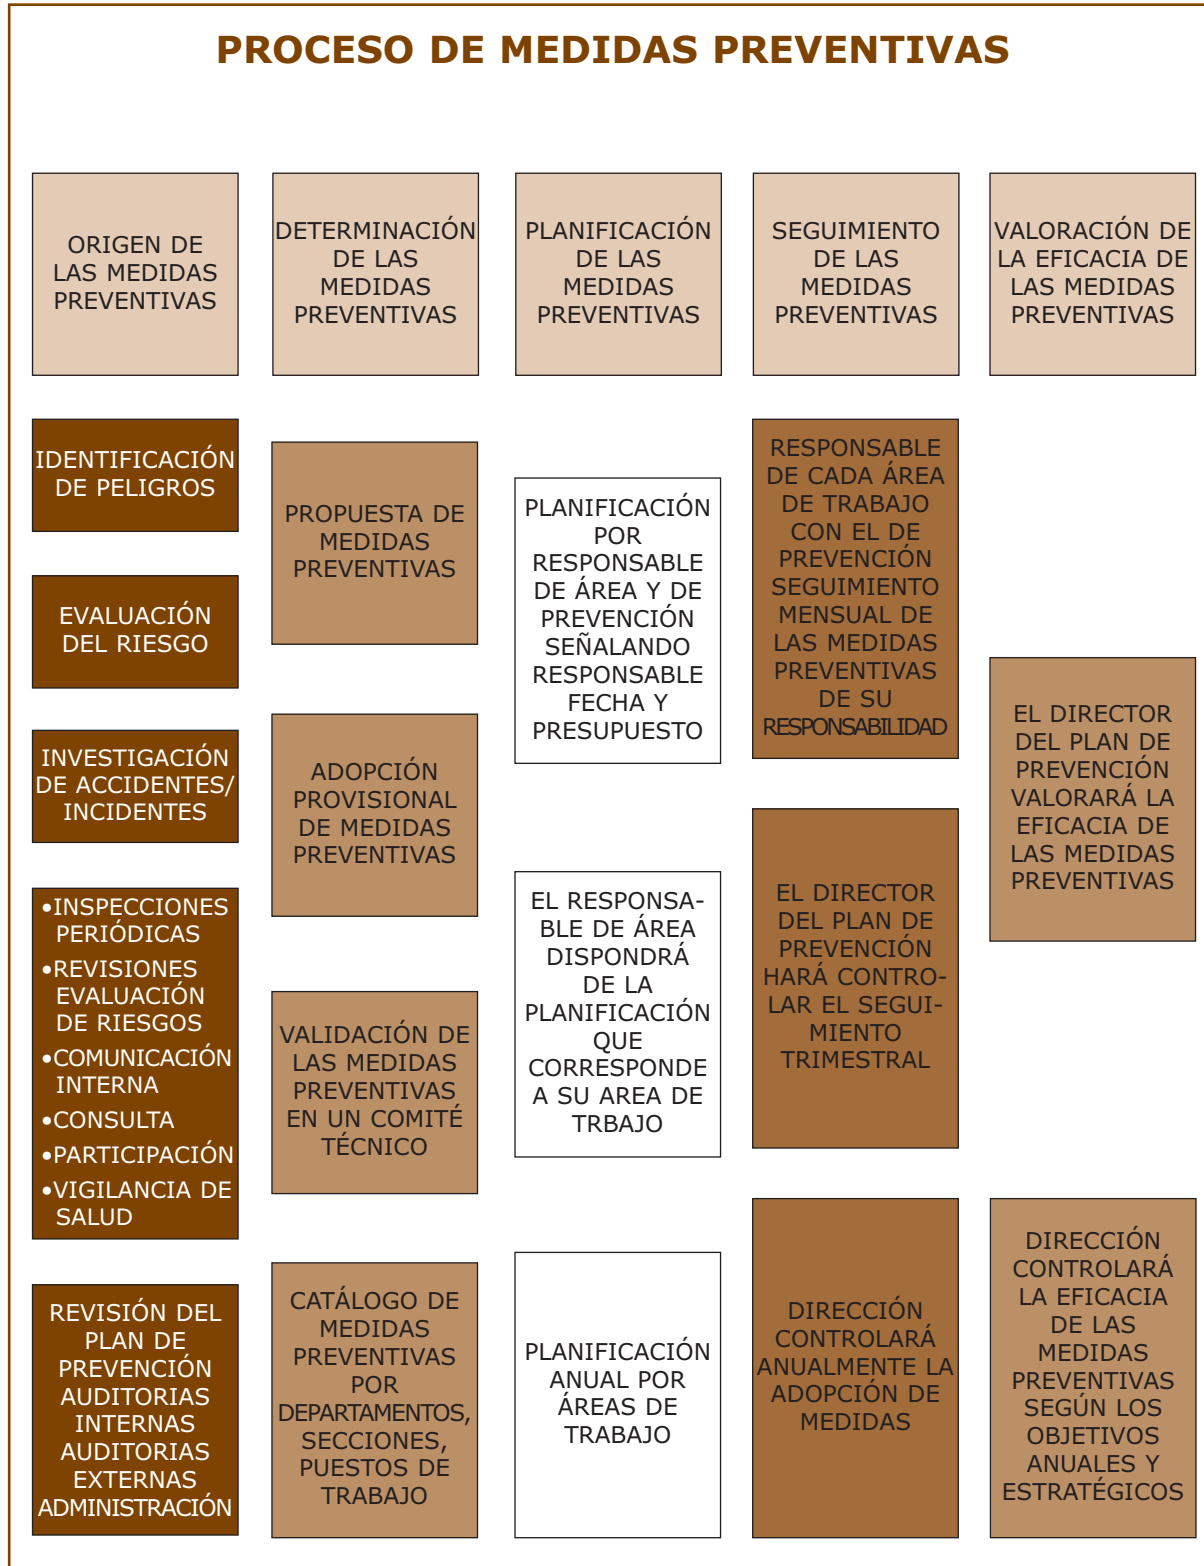 PROCESO DE MEDIDAS PREVENTIVAS
ORIGEN DE
LAS MEDIDAS
PREVENTIVAS
DETERMINACIÓN
DE LAS
MEDIDAS
PREVENTIVAS
PLANIFICACIÓN
DE LAS
MEDIDAS
PREVENTIVAS
SEGUIMIENTO
DE LAS
MEDIDAS
PREVENTIVAS
VALORACIÓN DE
LA EFICACIA DE
LAS MEDIDAS
PREVENTIVAS
IDENTIFICACIÓN
DE PELIGROS
EVALUACIÓN
DEL RIESGO
INVESTIGACIÓN
DE ACCIDENTES/
INCIDENTES
•INSPECCIONES
PERIÓDICAS
•REVISIONES
EVALUACIÓN
DE RIESGOS
•COMUNICACIÓN
INTERNA
•CONSULTA
•PARTICIPACIÓN
•VIGILANCIA DE
SALUD
REVISIÓN DEL
PLAN DE
PREVENCIÓN
AUDITORIAS
INTERNAS
AUDITORIAS
EXTERNAS
ADMINISTRACIÓN
PROPUESTA DE
MEDIDAS
PREVENTIVAS
ADOPCIÓN
PROVISIONAL
DE MEDIDAS
PREVENTIVAS
VALIDACIÓN DE
LAS MEDIDAS
PREVENTIVAS
EN UN COMITÉ
TÉCNICO
CATÁLOGO DE
MEDIDAS
PREVENTIVAS
POR
DEPARTAMENTOS,
SECCIONES,
PUESTOS DE
TRABAJO
PLANIFICACIÓN
POR
RESPONSABLE
DE ÁREA Y DE
PREVENCIÓN
SEÑALANDO
RESPONSABLE
FECHA Y
PRESUPUESTO
EL RESPONSA-
BLE DE ÁREA
DISPONDRÁ
DE LA
PLANIFICACIÓN
QUE
CORRESPONDE
A SU AREA DE
TRBAJO
PLANIFICACIÓN
ANUAL POR
ÁREAS DE
TRABAJO
RESPONSABLE
DE CADA ÁREA
DE TRABAJO
CON EL DE
PREVENCIÓN
SEGUIMIENTO
MENSUAL DE
LAS MEDIDAS
PREVENTIVAS
DE SU
RESPONSABILIDAD
EL DIRECTOR
DEL PLAN DE
PREVENCIÓN
HARÁ CONTRO-
LAR EL SEGUI-
MIENTO
TRIMESTRAL
DIRECCIÓN
CONTROLARÁ
ANUALMENTE LA
ADOPCIÓN DE
MEDIDAS
EL DIRECTOR
DEL PLAN DE
PREVENCIÓN
VALORARÁ LA
EFICACIA DE
LAS MEDIDAS
PREVENTIVAS
DIRECCIÓN
CONTROLARÁ
LA EFICACIA
DE LAS
MEDIDAS
PREVENTIVAS
SEGÚN LOS
OBJETIVOS
ANUALES Y
ESTRATÉGICOS